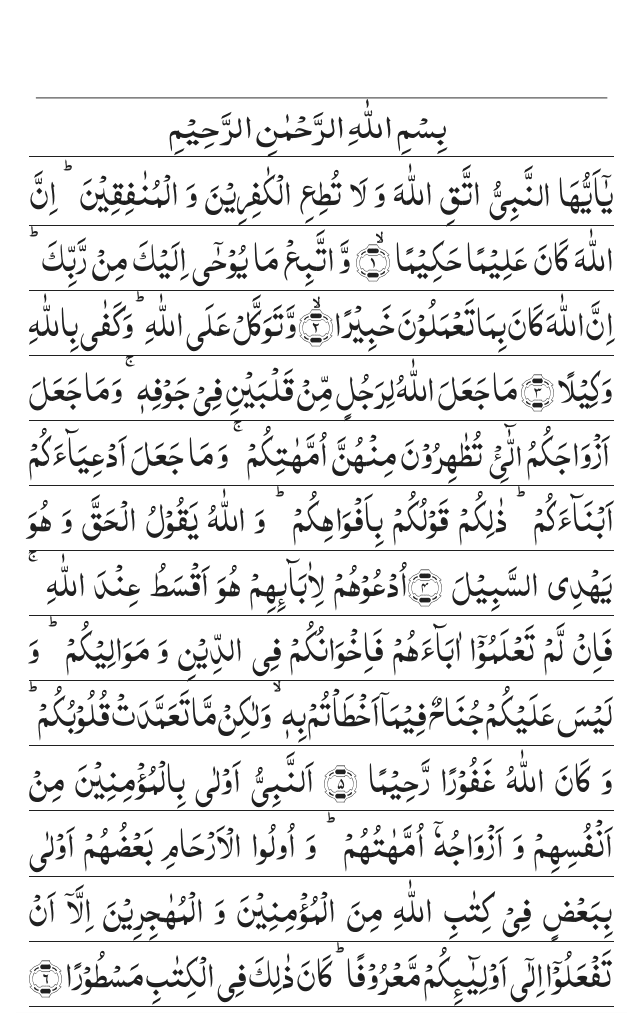 بِسۡمِ اللّٰهِ الرَّحۡمٰنِ الرَّحِيۡمِ
يٰۤاَيُّهَا النَّبِىُّ اتَّقِ اللّٰهَ وَ لَا تُطِعِ الۡكٰفِرِيۡنَ وَ الۡمُنٰفِقِيۡنَ ؕ اِنَّ
اللّٰهَ كَانَ عَلِيۡمًا حَكِيۡمًا ۙ‏﴿۱﴾ وَّ اتَّبِعۡ مَا يُوۡحٰٓى اِلَيۡكَ مِنۡ رَّبِّكَ ؕ
اِنَّ اللّٰهَ كَانَ بِمَا تَعۡمَلُوۡنَ خَبِيۡرًا ۙ‏﴿۲﴾ وَّ تَوَكَّلۡ عَلَى اللّٰهِ ؕ وَ كَفٰى بِاللّٰهِ
وَكِيۡلًا ﴿۳﴾ مَا جَعَلَ اللّٰهُ لِرَجُلٍ مِّنۡ قَلۡبَيۡنِ فِىۡ جَوۡفِهٖ ۚ وَ مَا جَعَلَ
اَزۡوَاجَكُمُ الّٰٓـئِۡ تُظٰهِرُوۡنَ مِنۡهُنَّ اُمَّهٰتِكُمۡ ۚ وَ مَا جَعَلَ اَدۡعِيَآءَكُمۡ
اَبۡنَآءَكُمۡ ؕ ذٰلِكُمۡ قَوۡلُكُمۡ بِاَفۡوَاهِكُمۡ ؕ وَ اللّٰهُ يَقُوۡلُ الۡحَقَّ وَ هُوَ
يَهۡدِى السَّبِيۡلَ ﴿۴﴾ اُدۡعُوۡهُمۡ لِاٰبَآئِهِمۡ هُوَ اَقۡسَطُ عِنۡدَ اللّٰهِ ۚ
فَاِنۡ لَّمۡ تَعۡلَمُوۡۤا اٰبَآءَهُمۡ فَاِخۡوَانُكُمۡ فِى الدِّيۡنِ وَ مَوَالِيۡكُمۡ ؕ وَ
لَيۡسَ عَلَيۡكُمۡ جُنَاحٌ فِيۡمَاۤ اَخۡطَاۡتُمۡ بِهٖ ۙ وَ لٰكِنۡ مَّا تَعَمَّدَتۡ قُلُوۡبُكُمۡ ؕ
وَ كَانَ اللّٰهُ غَفُوۡرًا رَّحِيۡمًا ﴿۵﴾ اَلنَّبِىُّ اَوۡلٰى بِالۡمُؤۡمِنِيۡنَ مِنۡ
اَنۡفُسِهِمۡ وَ اَزۡوَاجُهٗۤ اُمَّهٰتُهُمۡ ؕ وَ اُولُوا الۡاَرۡحَامِ بَعۡضُهُمۡ اَوۡلٰى
بِبَعۡضٍ فِىۡ كِتٰبِ اللّٰهِ مِنَ الۡمُؤۡمِنِيۡنَ وَ الۡمُهٰجِرِيۡنَ اِلَّاۤ اَنۡ
تَفۡعَلُوۡۤا اِلٰٓى اَوۡلِيٰٓـئِكُمۡ مَّعۡرُوۡفًا ؕ كَانَ ذٰلِكَ فِى الۡكِتٰبِ مَسۡطُوۡرًا ﴿۶﴾